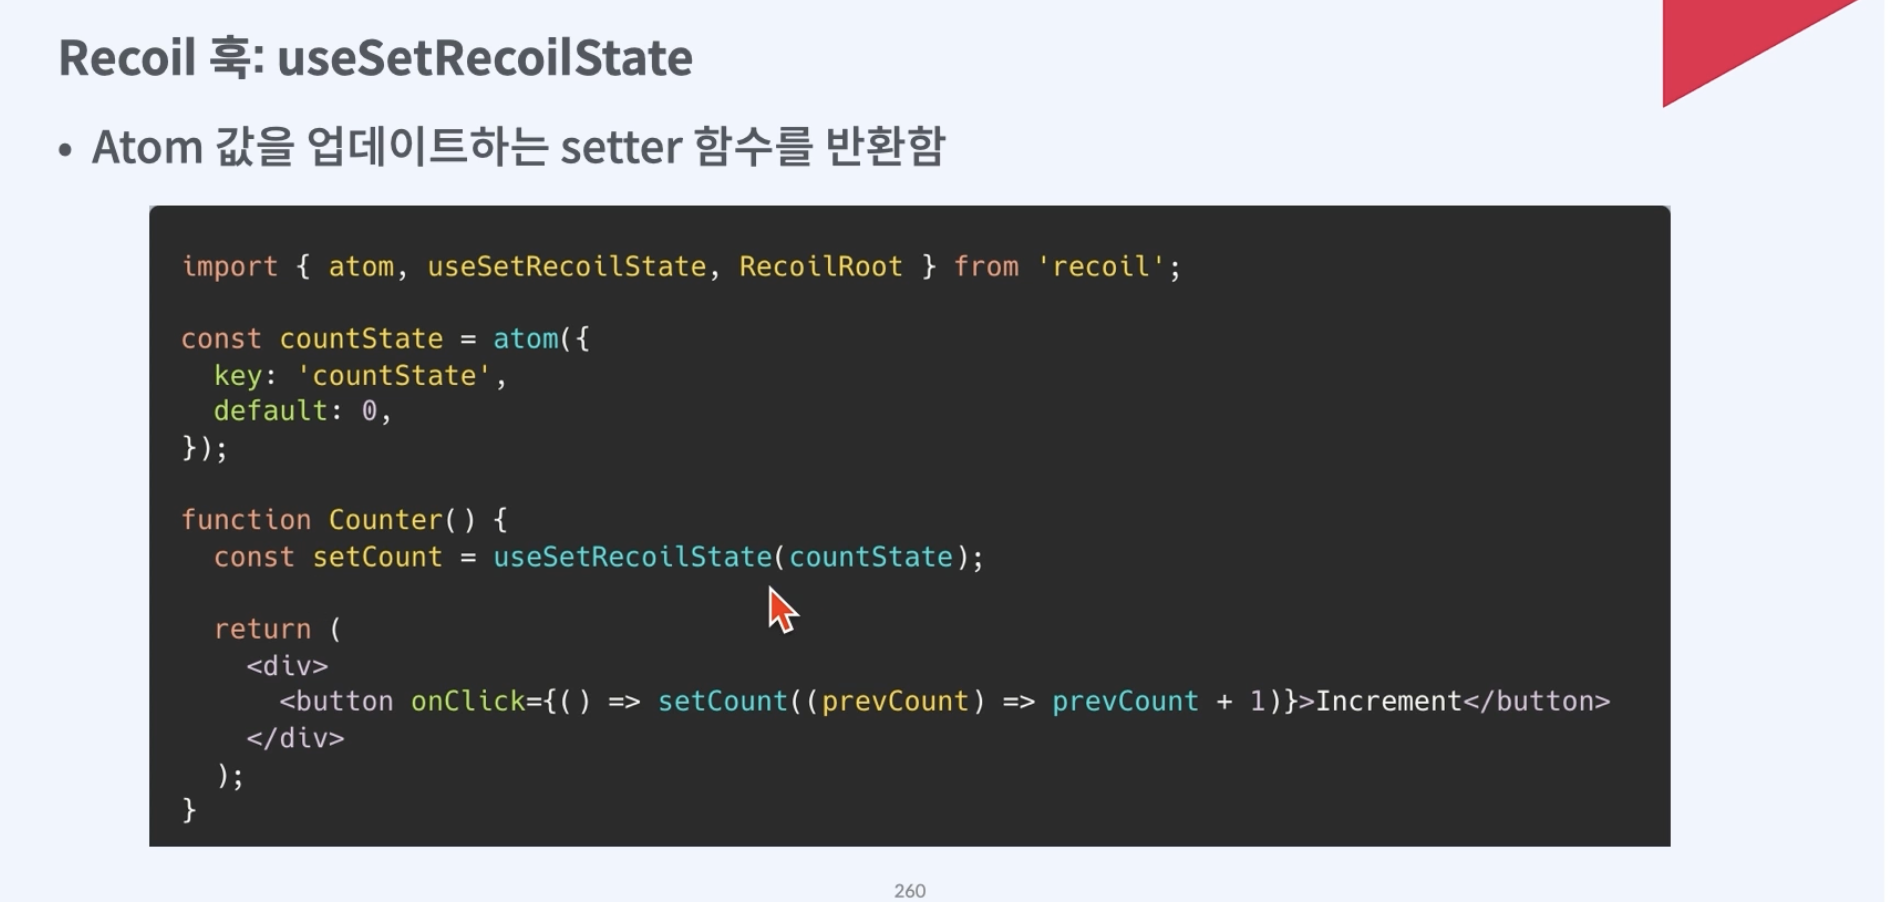 Recoil 훅: useSetRecoilState
• Atom 값을 업데이트하는 setter 함수를 반환함
import { atom, useSetRecoilState, RecoilRoot } from 'recoil';
const countState = atom({
  key: 'countState',
  default: 0,
});
function Counter() {
  const setCount = useSetRecoilState(countState);
  return (
    <div>
      <button onClick={() => setCount((prevCount) => prevCount + 1)}>Increment</button>
    </div>
  );
}
260